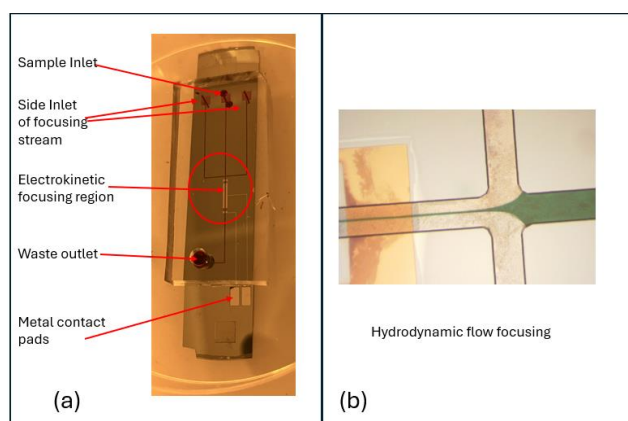 Sample Inlet
Side Inlet
of focusing
stream
Electrokinetic
focusing region
Waste outlet
Metal contact
pads
(a)
Hydrodynamic flow focusing
(b)